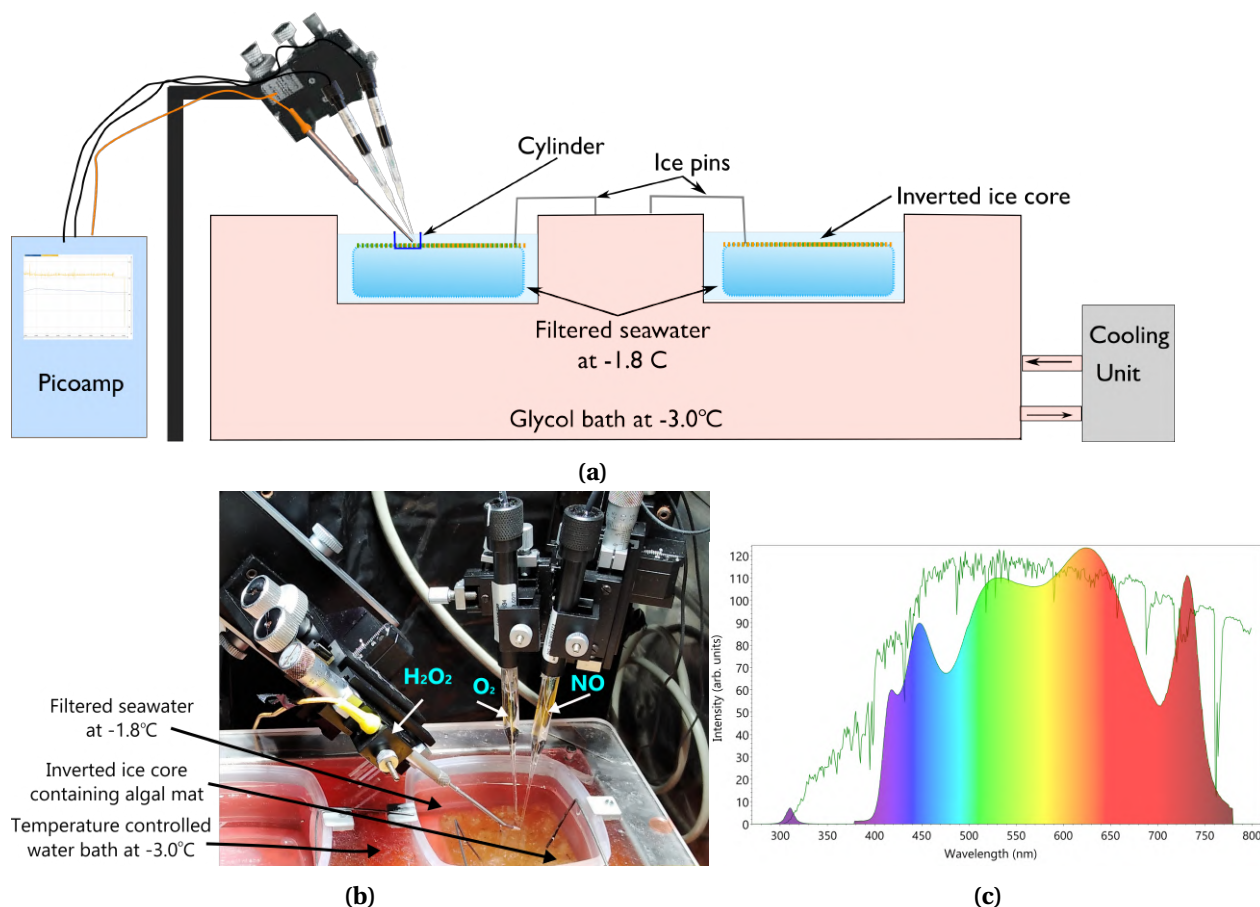 Cylinder
Ice pins
Inverted ice core
Filtered seawater
at -1.8 C
Cooling
Unit
Picoamp
Glycol bath at -3.0°C
(a)
H₂O₂
O₂
NO
Filtered seawater
at -1.8°C
Inverted ice core
containing algal mat
Temperature controlled
water bath at -3.0°C
(b)
Intensity (arb. units)
120
110
100
90
80
70
60
50
40
30
20
10
0
300 350 400 450 500 550 600 650 700 750 800
Wavelength (nm)
(c)